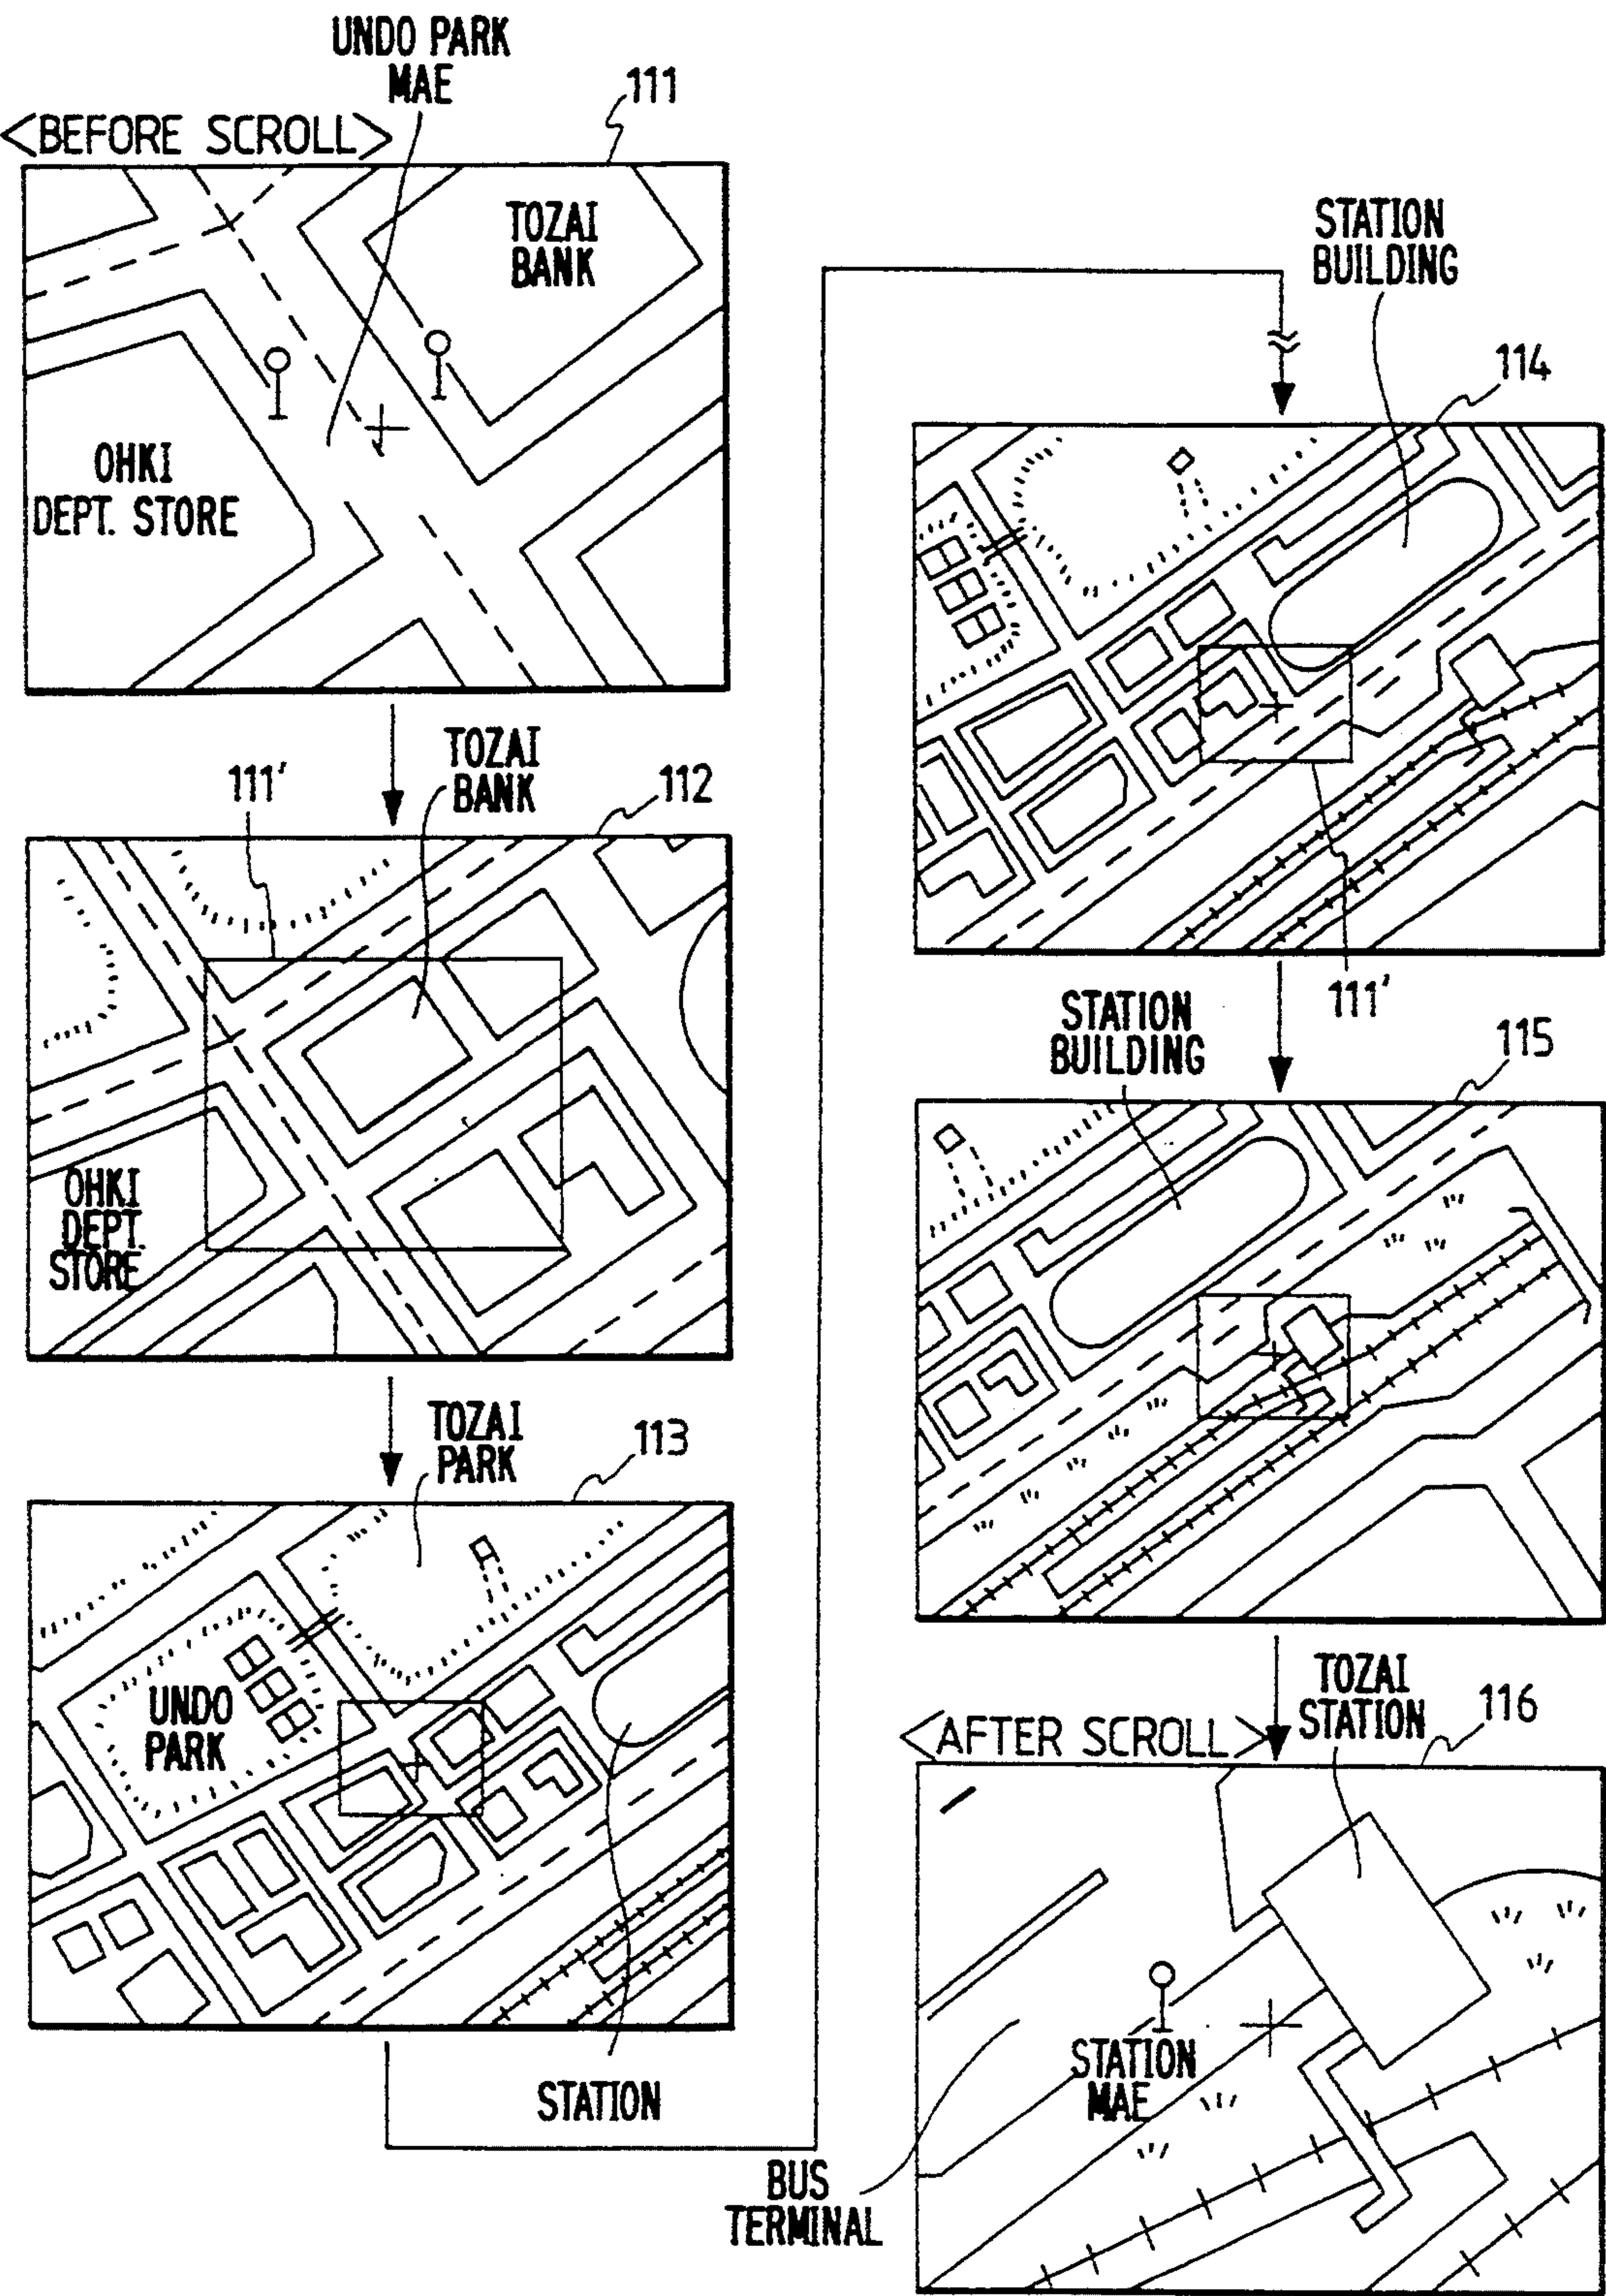 UNDO PARK
MAE
111
<BEFORE SCROLL>
TOZAI
BANK
OHKI
DEPT. STORE
111'
TOZAI
BANK
112
OHKI
DEPT.
STORE
TOZAI
PARK
113
UNDO
PARK
STATION
STATION
BUILDING
114
111'
STATION
BUILDING
115
<AFTER SCROLL>
TOZAI
STATION
116
STATION
MAE
BUS
TERMINAL